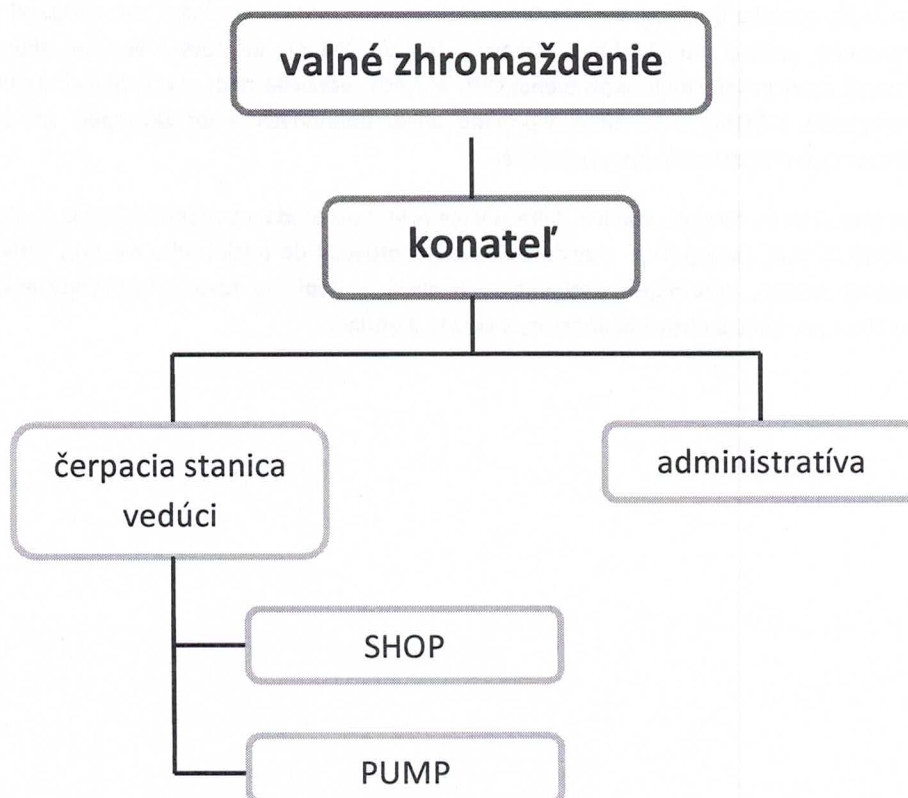 valné zhromaždenie
konateľ
čerpacia stanica
vedúci
administratíva
SHOP
PUMP